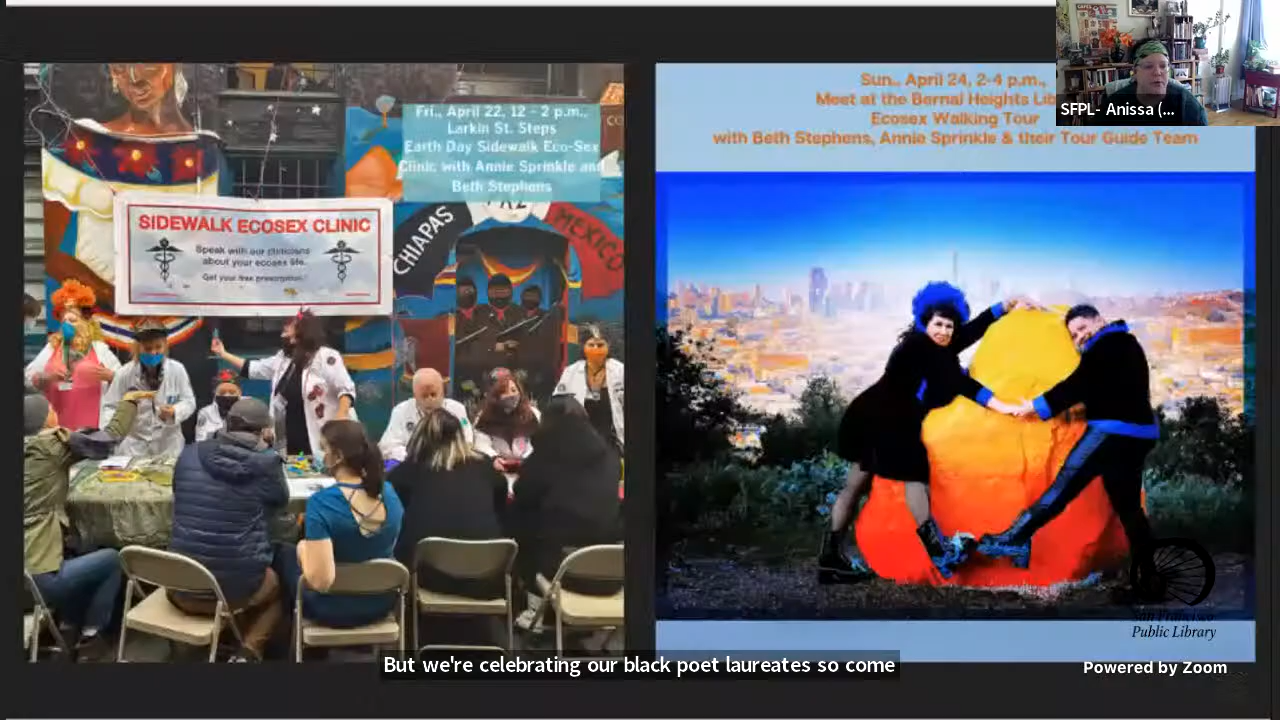 Fri., April 22, 12 – 2 p.m.,
Larkin St. Steps
Earth Day Sidewalk Eco-Sex
Clinic with Annie Sprinkle and
Beth Stephens
SIDEWALK ECOSEX CLINIC
Speak with our clinicians
about your ecosex life.
Get your free prescription!
CHIAPAS
MEXICO
Sun., April 24, 2-4 p.m.,
Meet at the Bernal Heights Lib
Ecosex Walking Tour
with Beth Stephens, Annie Sprinkle & their Tour Guide Team
SFPL- Anissa (...
San Francisco
Public Library
But we're celebrating our black poet laureates so come
Powered by Zoom